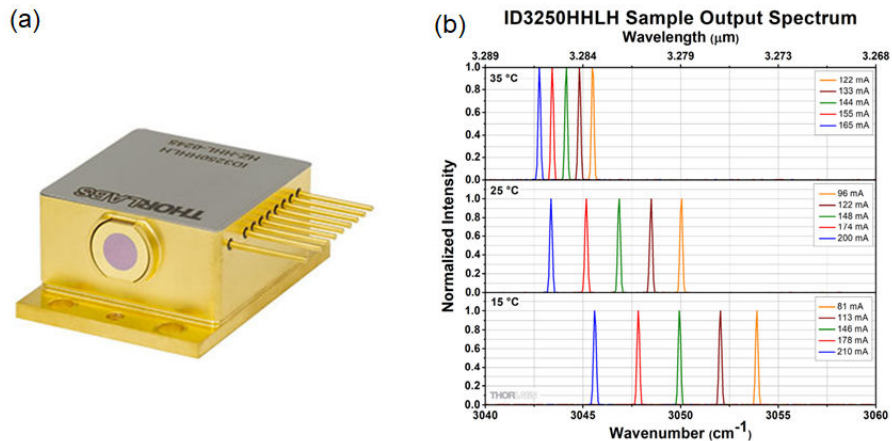 (a)
ID3250HHLH
HZ-HHL-0245
THORLABS
(b)
ID3250HHLH Sample Output Spectrum
Wavelength (μm)
3.289 3.284 3.279 3.273 3.268
Normalized Intensity
1.0
0.8
0.6
0.4
0.2
0.0
35 °C
122 mA
133 mA
144 mA
155 mA
165 mA
1.0
0.8
0.6
0.4
0.2
0.0
25 °C
96 mA
122 mA
148 mA
174 mA
200 mA
1.0
0.8
0.6
0.4
0.2
0.0
15 °C
81 mA
113 mA
146 mA
178 mA
210 mA
THORLABS
3040 3045 3050 3055 3060
Wavenumber (cm⁻¹)